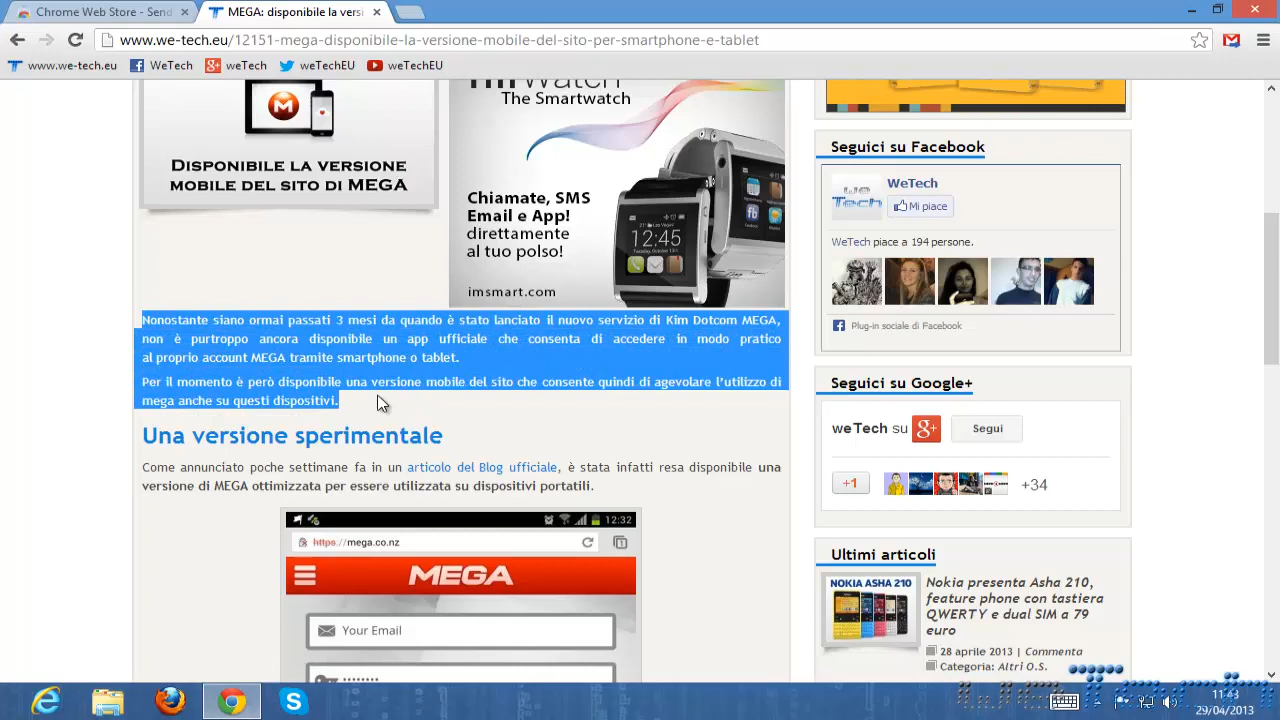 Chrome Web Store - Send
MEGA: disponibile la versi
www.we-tech.eu/12151-mega-disponibile-la-versione-mobile-del-sito-per-smartphone-e-tablet
www.we-tech.eu
WeTech
weTech
weTechEU
weTechEU
DISPONIBILE LA VERSIONE
MOBILE DEL SITO DI MEGA
The Smartwatch
Chiamate, SMS
Email e App!
direttamente
al tuo polso!
imsmart.com
12:45
Nonostante siano ormai passati 3 mesi da quando è stato lanciato il nuovo servizio di Kim Dotcom MEGA,
non è purtroppo ancora disponibile un app ufficiale che consenta di accedere in modo pratico
al proprio account MEGA tramite smartphone o tablet.
Per il momento è però disponibile una versione mobile del sito che consente quindi di agevolare l'utilizzo di
mega anche su questi dispositivi.
Una versione sperimentale
Come annunciato poche settimane fa in un articolo del Blog ufficiale, è stata infatti resa disponibile una
versione di MEGA ottimizzata per essere utilizzata su dispositivi portatili.
12:32
https://mega.co.nz
MEGA
Your Email
Seguici su Facebook
WeTech
Mi piace
WeTech piace a 194 persone.
Plug-in sociale di Facebook
Seguici su Google+
weTech su g+ Segui
+1
+34
Ultimi articoli
NOKIA ASHA 210
Nokia presenta Asha 210,
feature phone con tastiera
QWERTY e dual SIM a 79
euro
28 aprile 2013 | Commenta
Categoria: Altri O.S.
29/04/2013